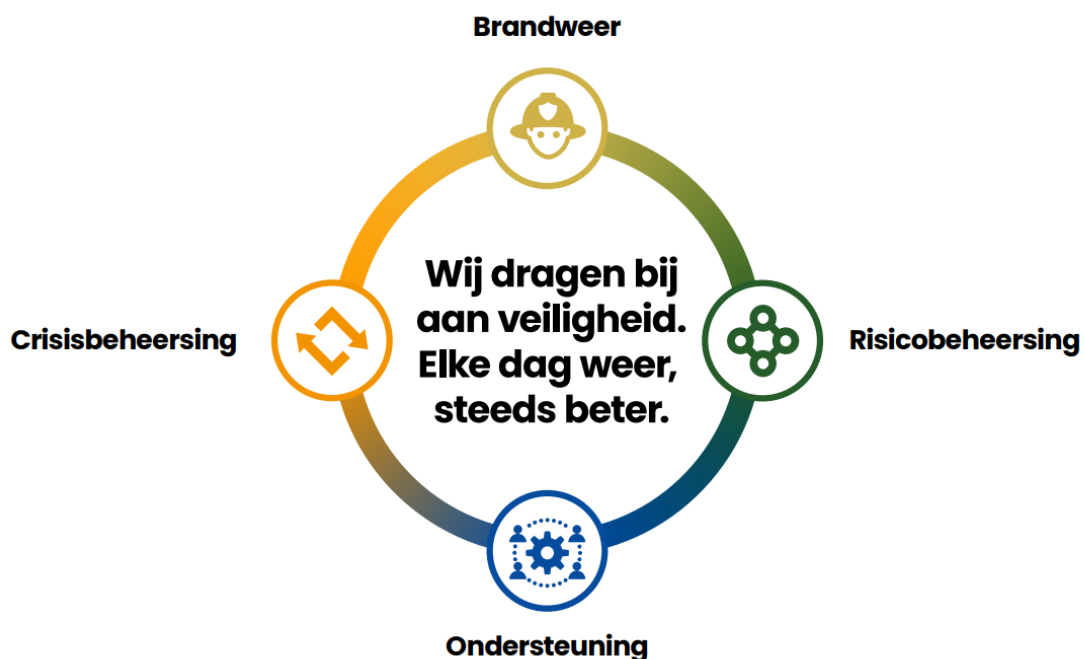 Brandweer
Wij dragen bij
aan veiligheid.
Elke dag weer,
steeds beter.
Crisisbeheersing
Risicobeheersing
Ondersteuning